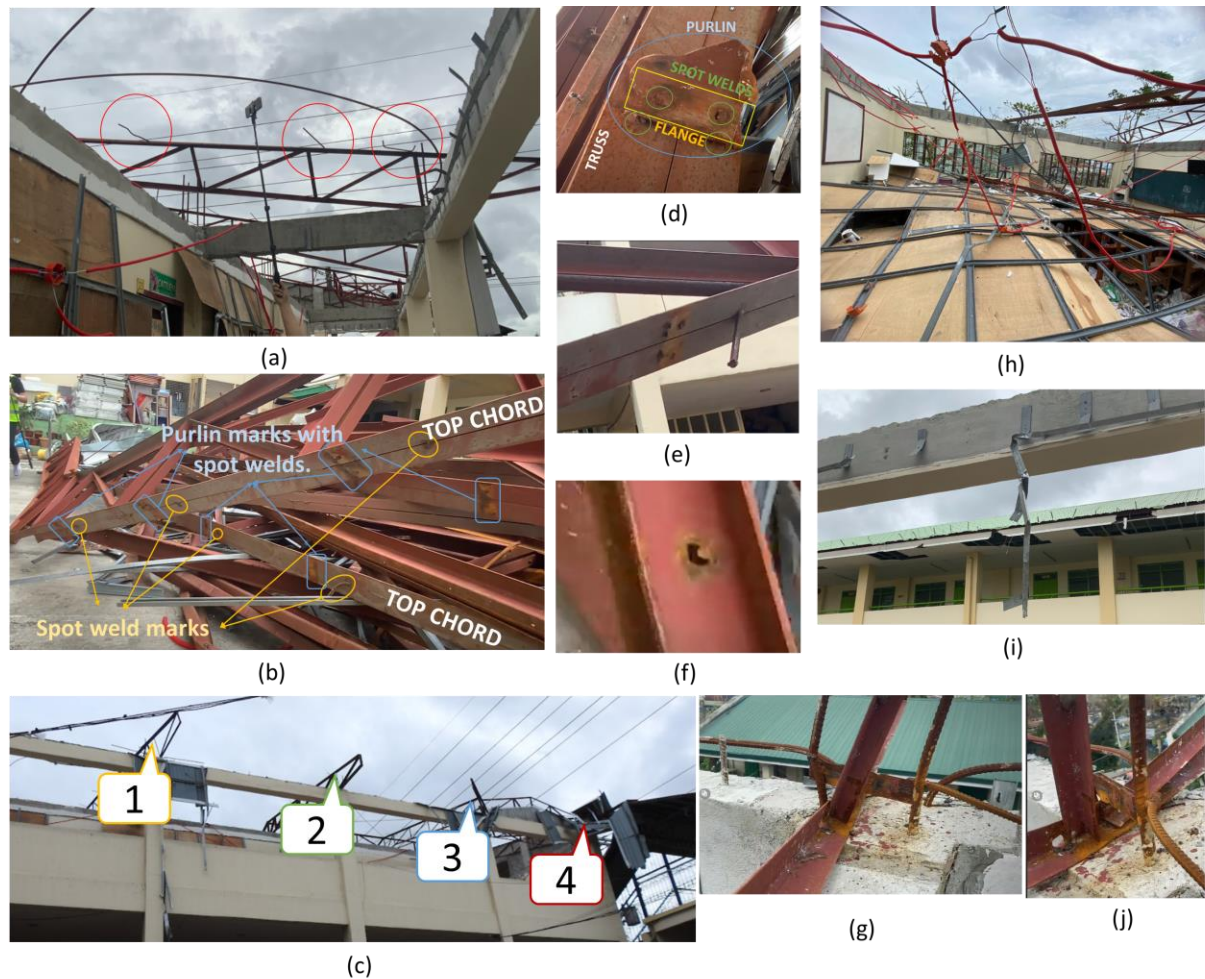 (a)
PURLIN
SPOT WELDS
FLANGE
TRUSS
(d)
(h)
(e)
Purlin marks with
spot welds.
TOP CHORD
TOP CHORD
Spot weld marks
(b)
(f)
(i)
1
2
3
4
(c)
(g)
(j)